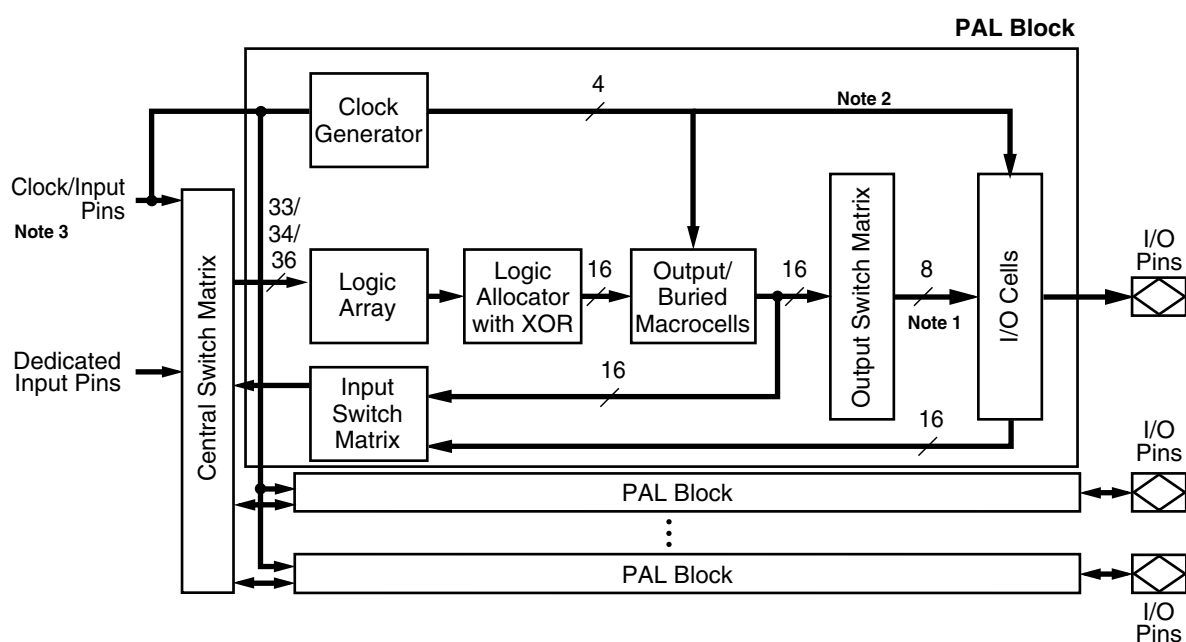 PAL Block
Clock
Generator
4
Note 2
Clock/Input
Pins
Note 3
Central Switch Matrix
33/
34/
36
Logic
Array
Logic
Allocator
with XOR
16
Output/
Buried
Macrocells
16
Output Switch Matrix
8
Note 1
I/O Cells
I/O
Pins
Dedicated
Input Pins
Input
Switch
Matrix
16
16
I/O
Pins
PAL Block
PAL Block
I/O
Pins